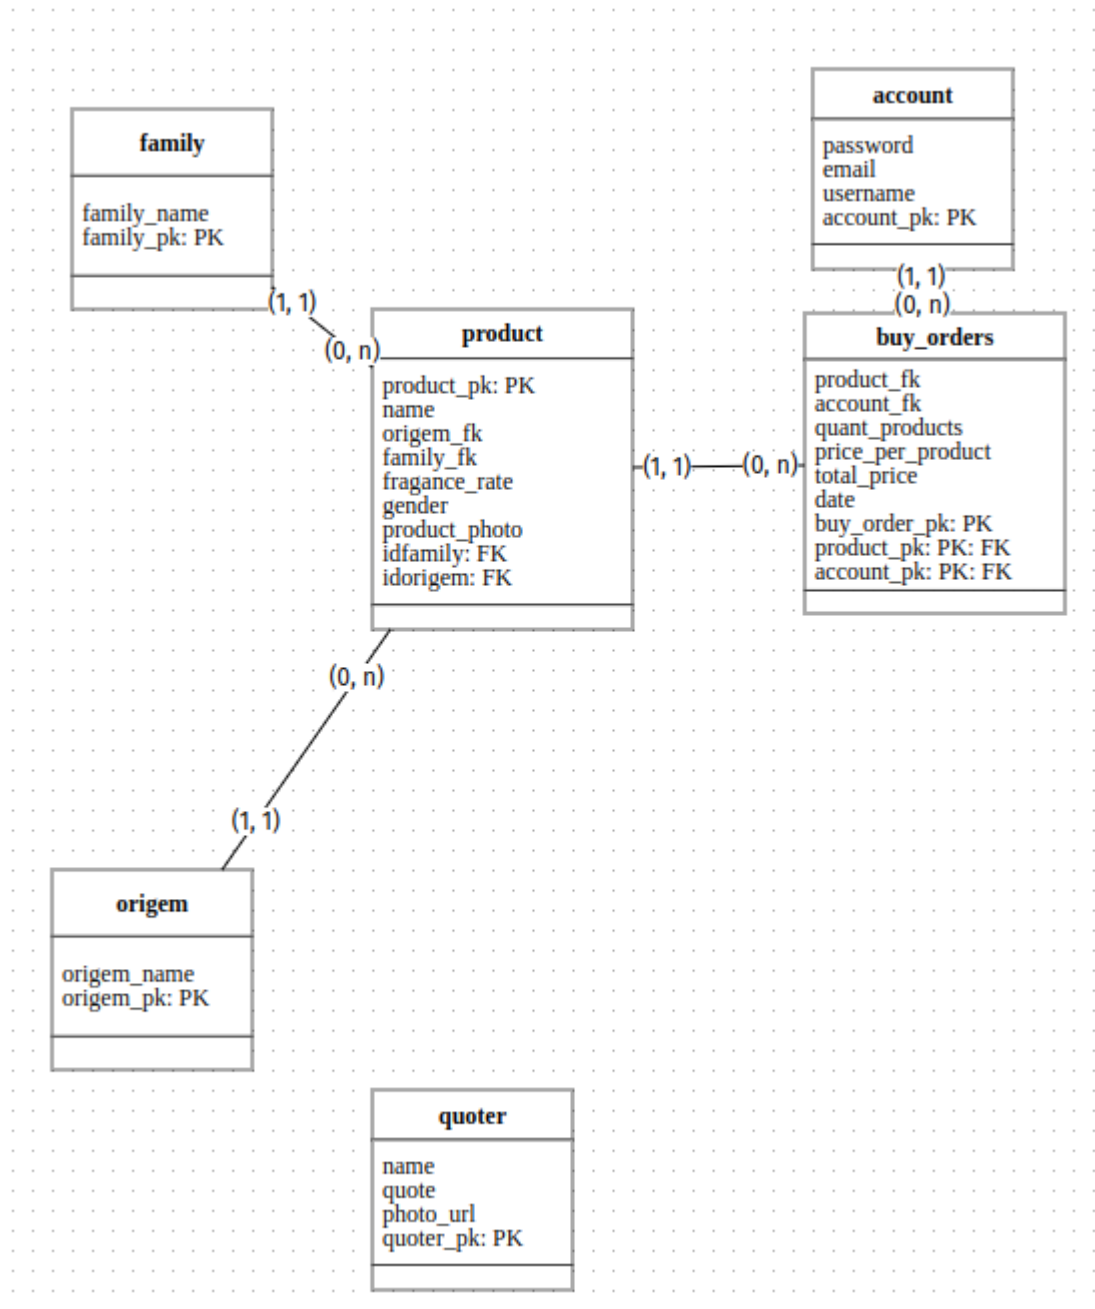 family
family_name
family_pk: PK
(1, 1)
(0, n)
account
password
email
username
account_pk: PK
(1, 1)
(0, n)
product
product_pk: PK
name
origem_fk
family_fk
fragance_rate
gender
product_photo
idfamily: FK
idorigem: FK
(1, 1)
(0, n)
buy_orders
product_fk
account_fk
quant_products
price_per_product
total_price
date
buy_order_pk: PK
product_pk: PK: FK
account_pk: PK: FK
(0, n)
(1, 1)
origem
origem_name
origem_pk: PK
quoter
name
quote
photo_url
quoter_pk: PK